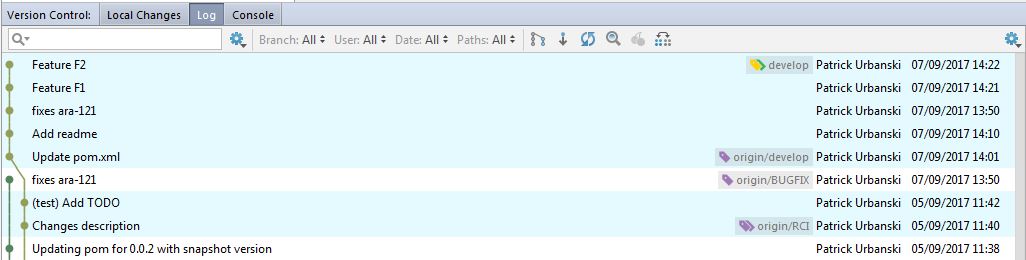 Version Control: Local Changes Log Console
Branch: All User: All Date: All Paths: All
Feature F2 develop Patrick Urbanski 07/09/2017 14:22
Feature F1 Patrick Urbanski 07/09/2017 14:21
fixes ara-121 Patrick Urbanski 07/09/2017 13:50
Add readme Patrick Urbanski 07/09/2017 14:10
Update pom.xml origin/develop Patrick Urbanski 07/09/2017 14:01
fixes ara-121 origin/BUGFIX Patrick Urbanski 07/09/2017 13:50
(test) Add TODO Patrick Urbanski 05/09/2017 11:42
Changes description origin/RCI Patrick Urbanski 05/09/2017 11:40
Updating pom for 0.0.2 with snapshot version Patrick Urbanski 05/09/2017 11:38